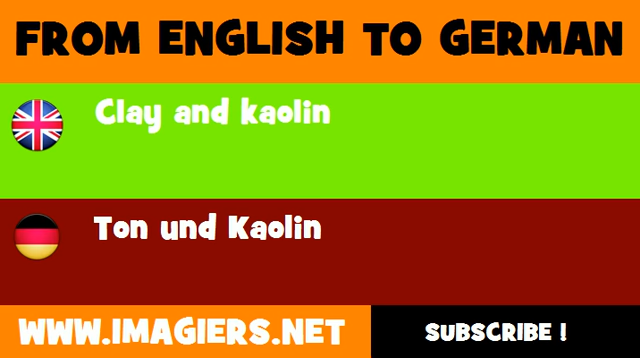 FROM ENGLISH TO GERMAN
Clay and kaolin
Ton und Kaolin
WWW.IMAGIERS.NET
SUBSCRIBE !